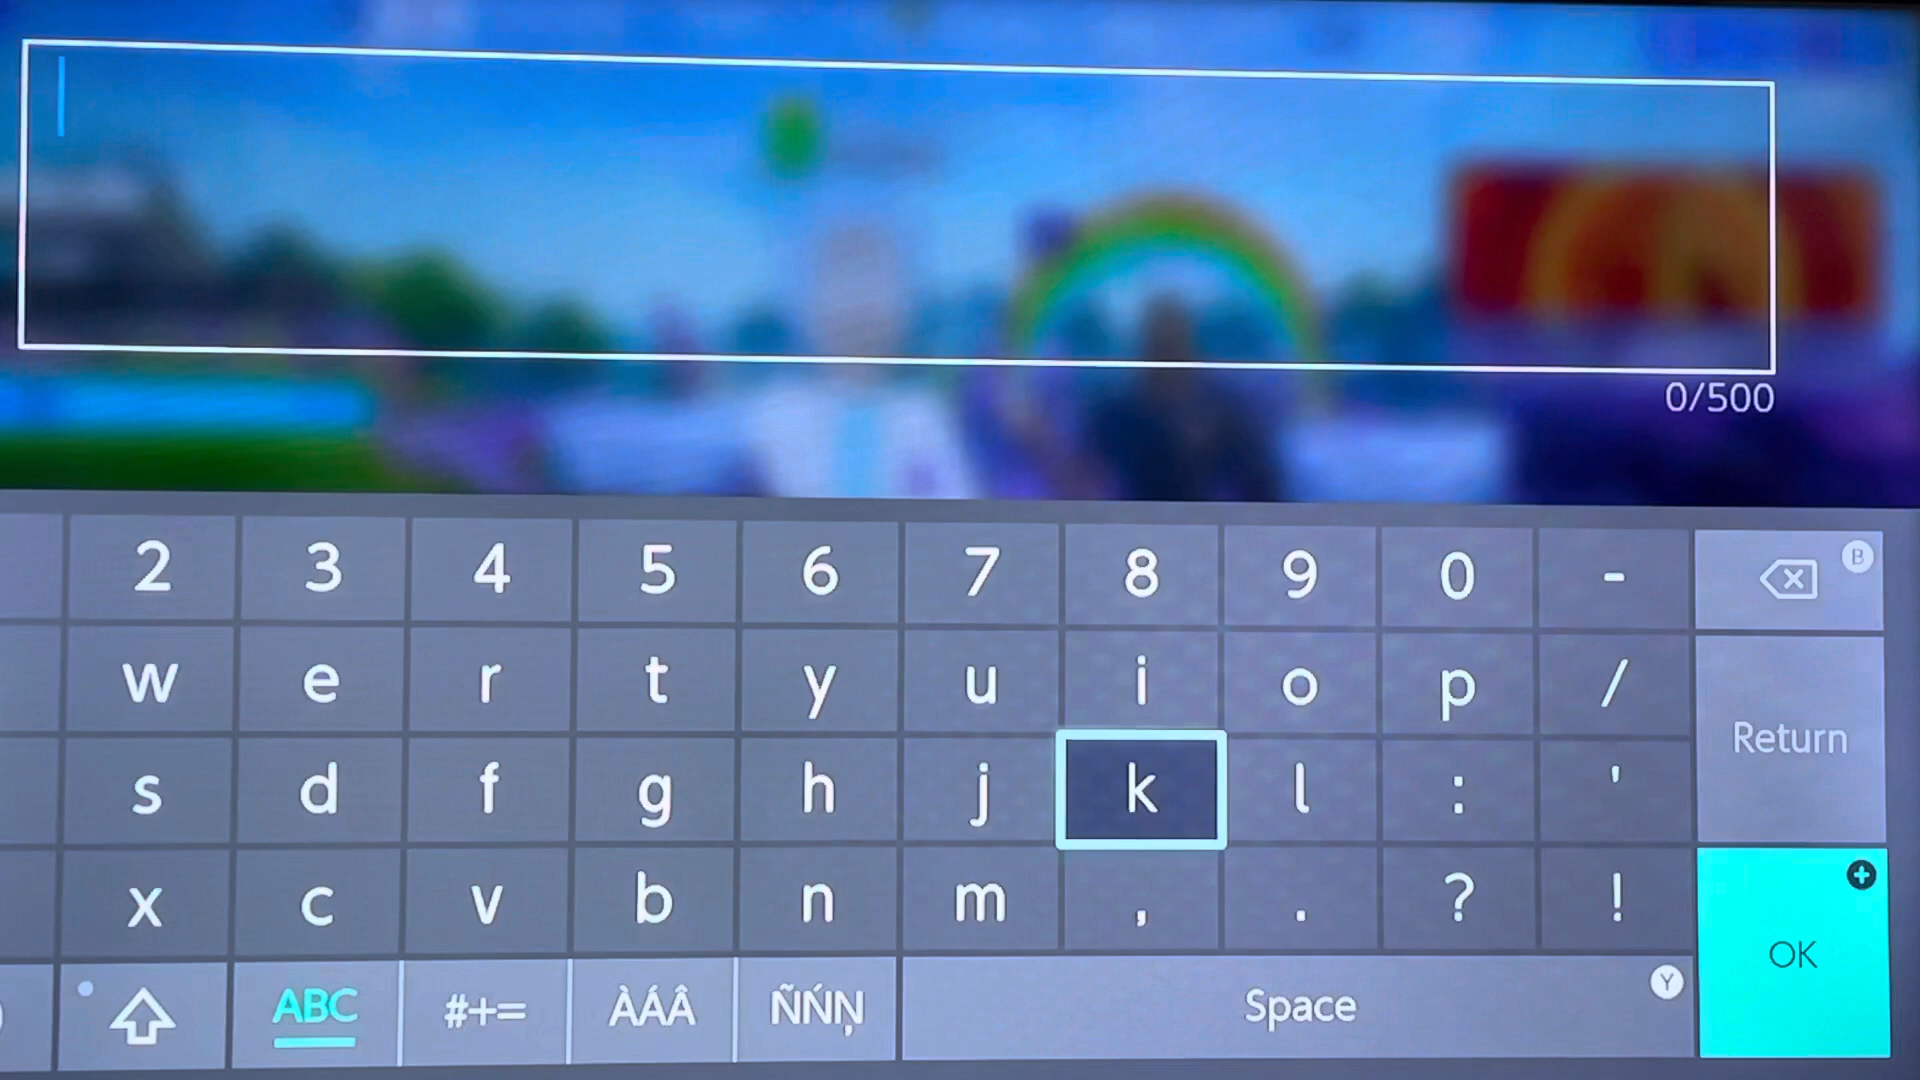 0/500
2 3 4 5 6 7 8 9 0 - B
w e r t y u i o p /
Return
s d f g h j k l : '
x c v b n m , . ? !
OK
ABC #+= ÀÁÂ ÑŃŅ Space Y